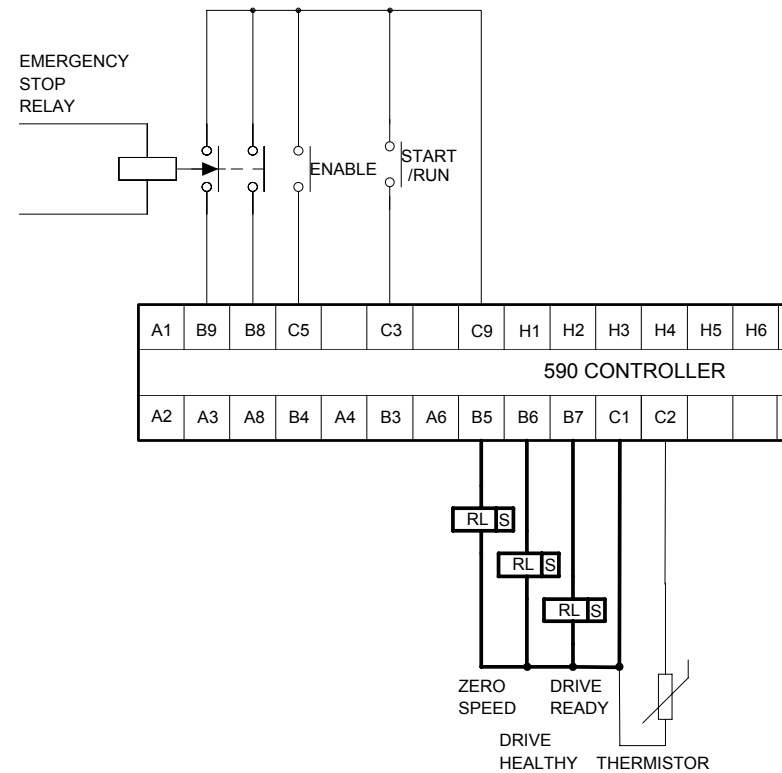 EMERGENCY
STOP
RELAY
ENABLE
START
/RUN
A1 B9 B8 C5 C3 C9 H1 H2 H3 H4 H5 H6
590 CONTROLLER
A2 A3 A8 B4 A4 B3 A6 B5 B6 B7 C1 C2
RL S
RL S
RL S
ZERO
SPEED
DRIVE
READY
DRIVE
HEALTHY
THERMISTOR